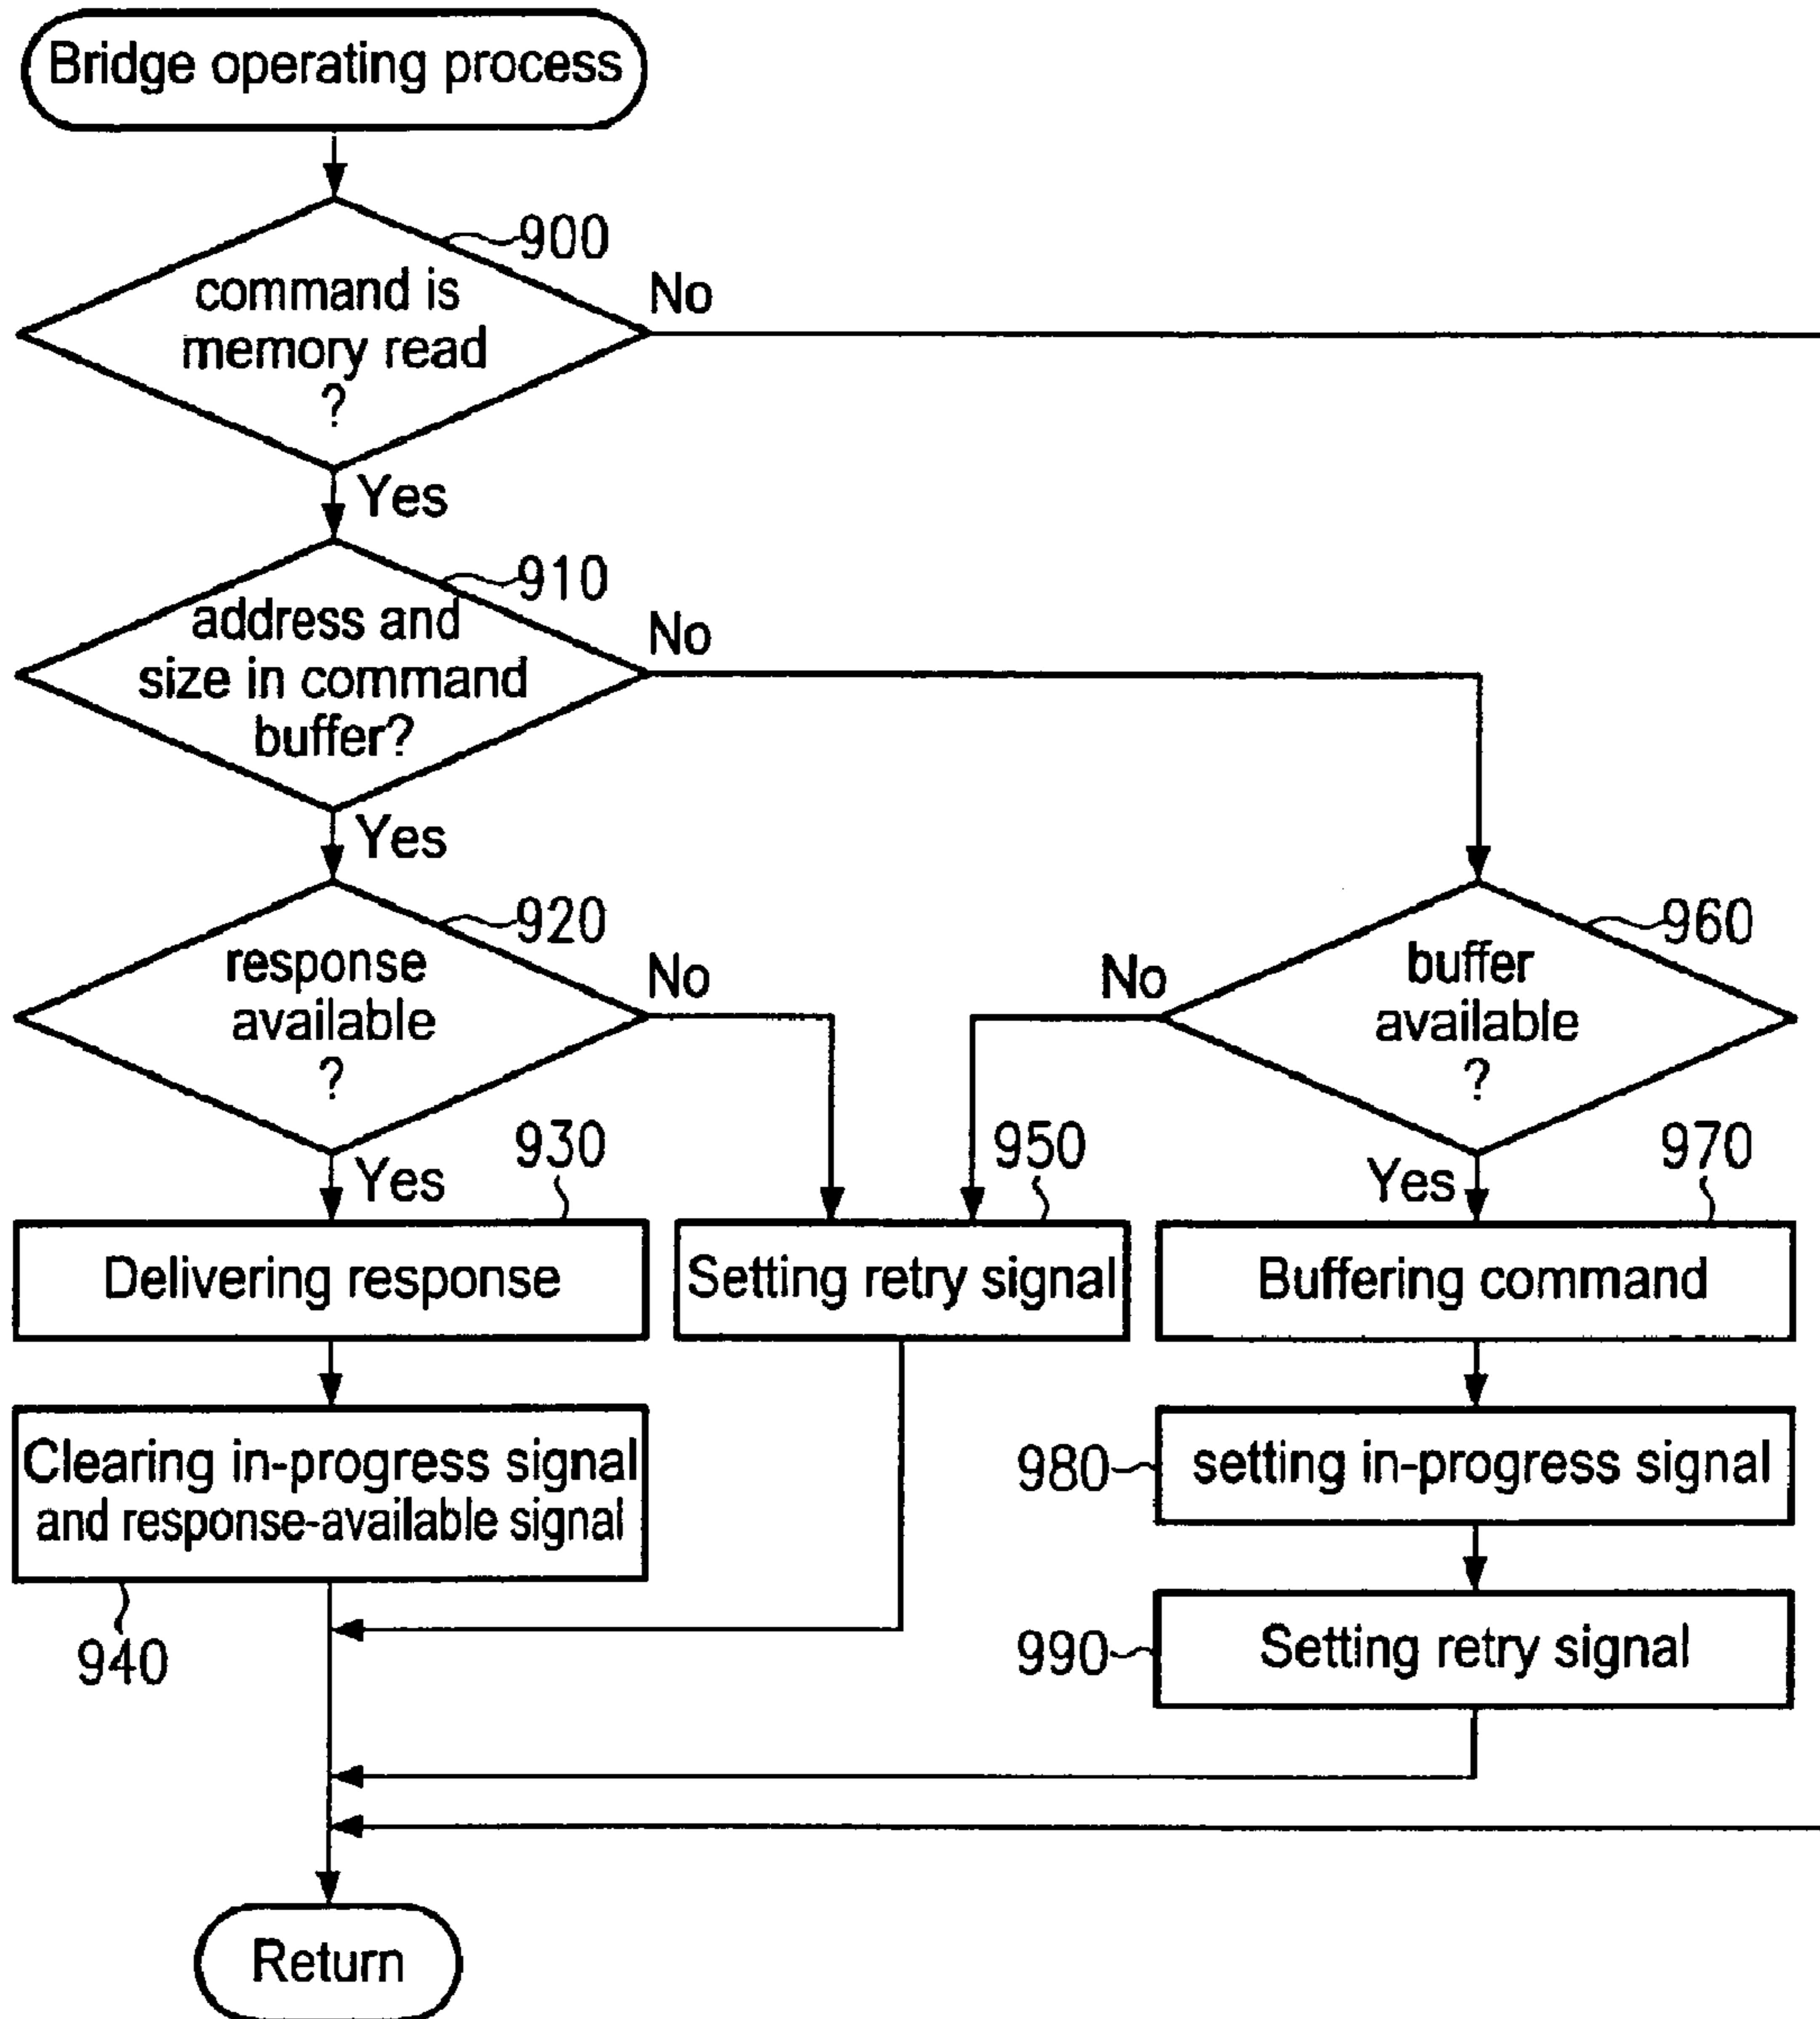 Bridge operating process
900
command is
memory read
?
No
Yes
910
address and
size in command
buffer?
No
Yes
920
response
available
?
No
Yes
960
buffer
available
?
No
Yes
930
Delivering response
950
Setting retry signal
970
Buffering command
Clearing in-progress signal
and response-available signal
940
980
setting in-progress signal
990
Setting retry signal
Return